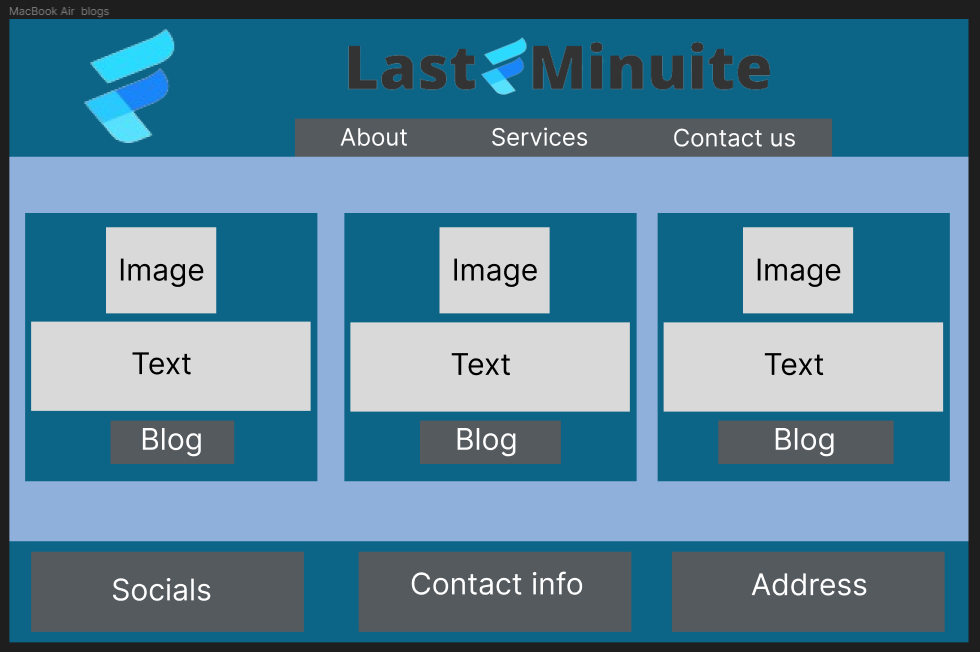 MacBook Air blogs
Last Minuite
About Services Contact us
Image Image Image
Text Text Text
Blog Blog Blog
Socials Contact info Address